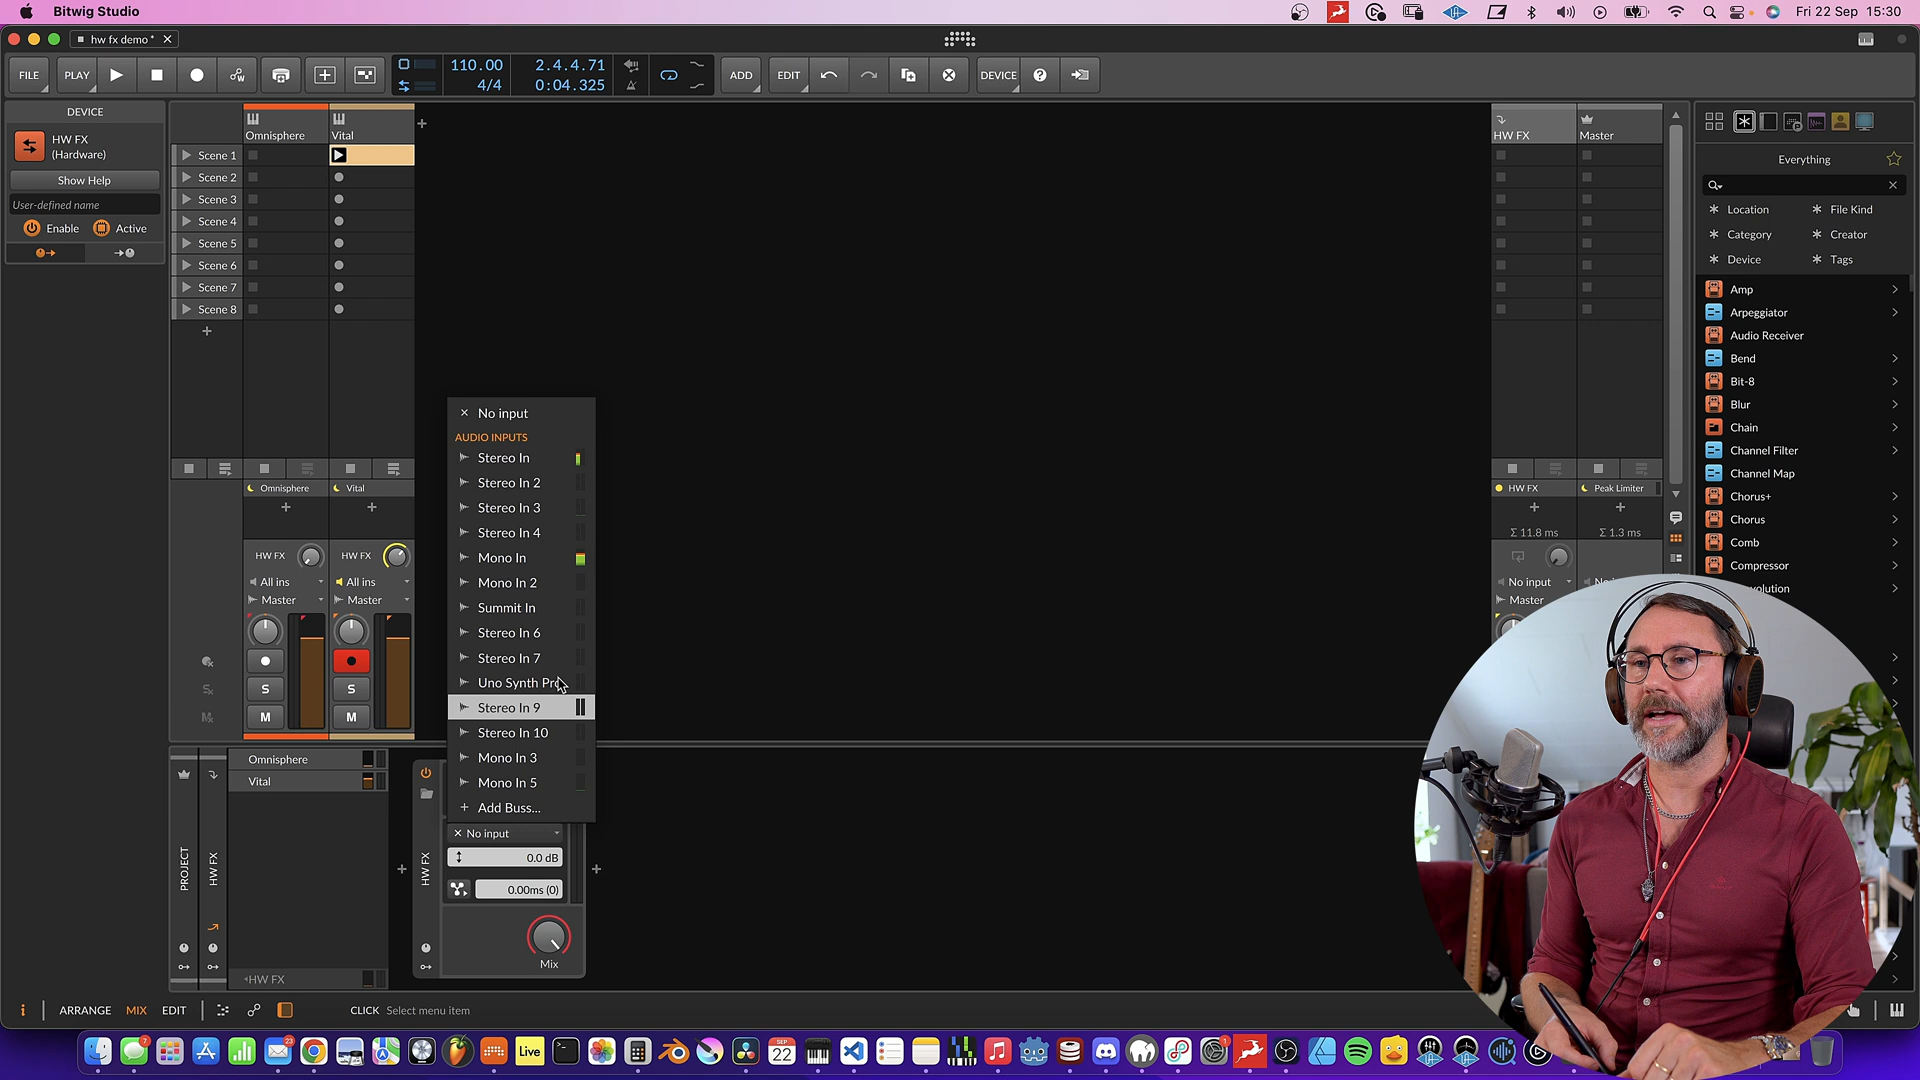 Bitwig Studio
Fri 22 Sep 15:30
hw fx demo *
FILE
PLAY
110.00
4/4
2.4.4.71
0:04.325
ADD
EDIT
DEVICE
DEVICE
HW FX
(Hardware)
Show Help
User-defined name
Enable
Active
Omnisphere
Vital
Scene 1
Scene 2
Scene 3
Scene 4
Scene 5
Scene 6
Scene 7
Scene 8
HW FX
Master
Everything
Location
File Kind
Category
Creator
Device
Tags
Amp
Arpeggiator
Audio Receiver
Bend
Bit-8
Blur
Chain
Channel Filter
Channel Map
Chorus+
Chorus
Comb
Compressor
No input
AUDIO INPUTS
Stereo In
Stereo In 2
Stereo In 3
Stereo In 4
Mono In
Mono In 2
Summit In
Stereo In 6
Stereo In 7
Uno Synth Pro
Stereo In 9
Stereo In 10
Mono In 3
Mono In 5
Add Buss...
Omnisphere
Vital
HW FX
HW FX
All ins
All ins
Master
Master
S
S
M
M
HW FX
Peak Limiter
Σ 11.8 ms
Σ 1.3 ms
No input
Master
PROJECT
HW FX
Omnisphere
Vital
HW FX
HW FX
No input
0.0 dB
0.00ms (0)
Mix
ARRANGE
MIX
EDIT
CLICK
Select menu item
7
23
Live
SEP
22
1